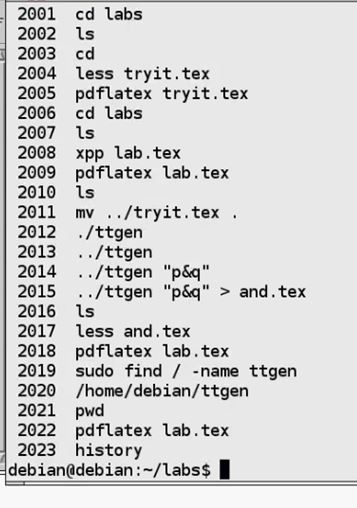 2001 cd labs
2002 ls
2003 cd
2004 less tryit.tex
2005 pdflatex tryit.tex
2006 cd labs
2007 ls
2008 xpp lab.tex
2009 pdflatex lab.tex
2010 ls
2011 mv ../tryit.tex .
2012 ./ttgen
2013 ../ttgen
2014 ../ttgen "p&q"
2015 ../ttgen "p&q" > and.tex
2016 ls
2017 less and.tex
2018 pdflatex lab.tex
2019 sudo find / -name ttgen
2020 /home/debian/ttgen
2021 pwd
2022 pdflatex lab.tex
2023 history
debian@debian:~/labs$